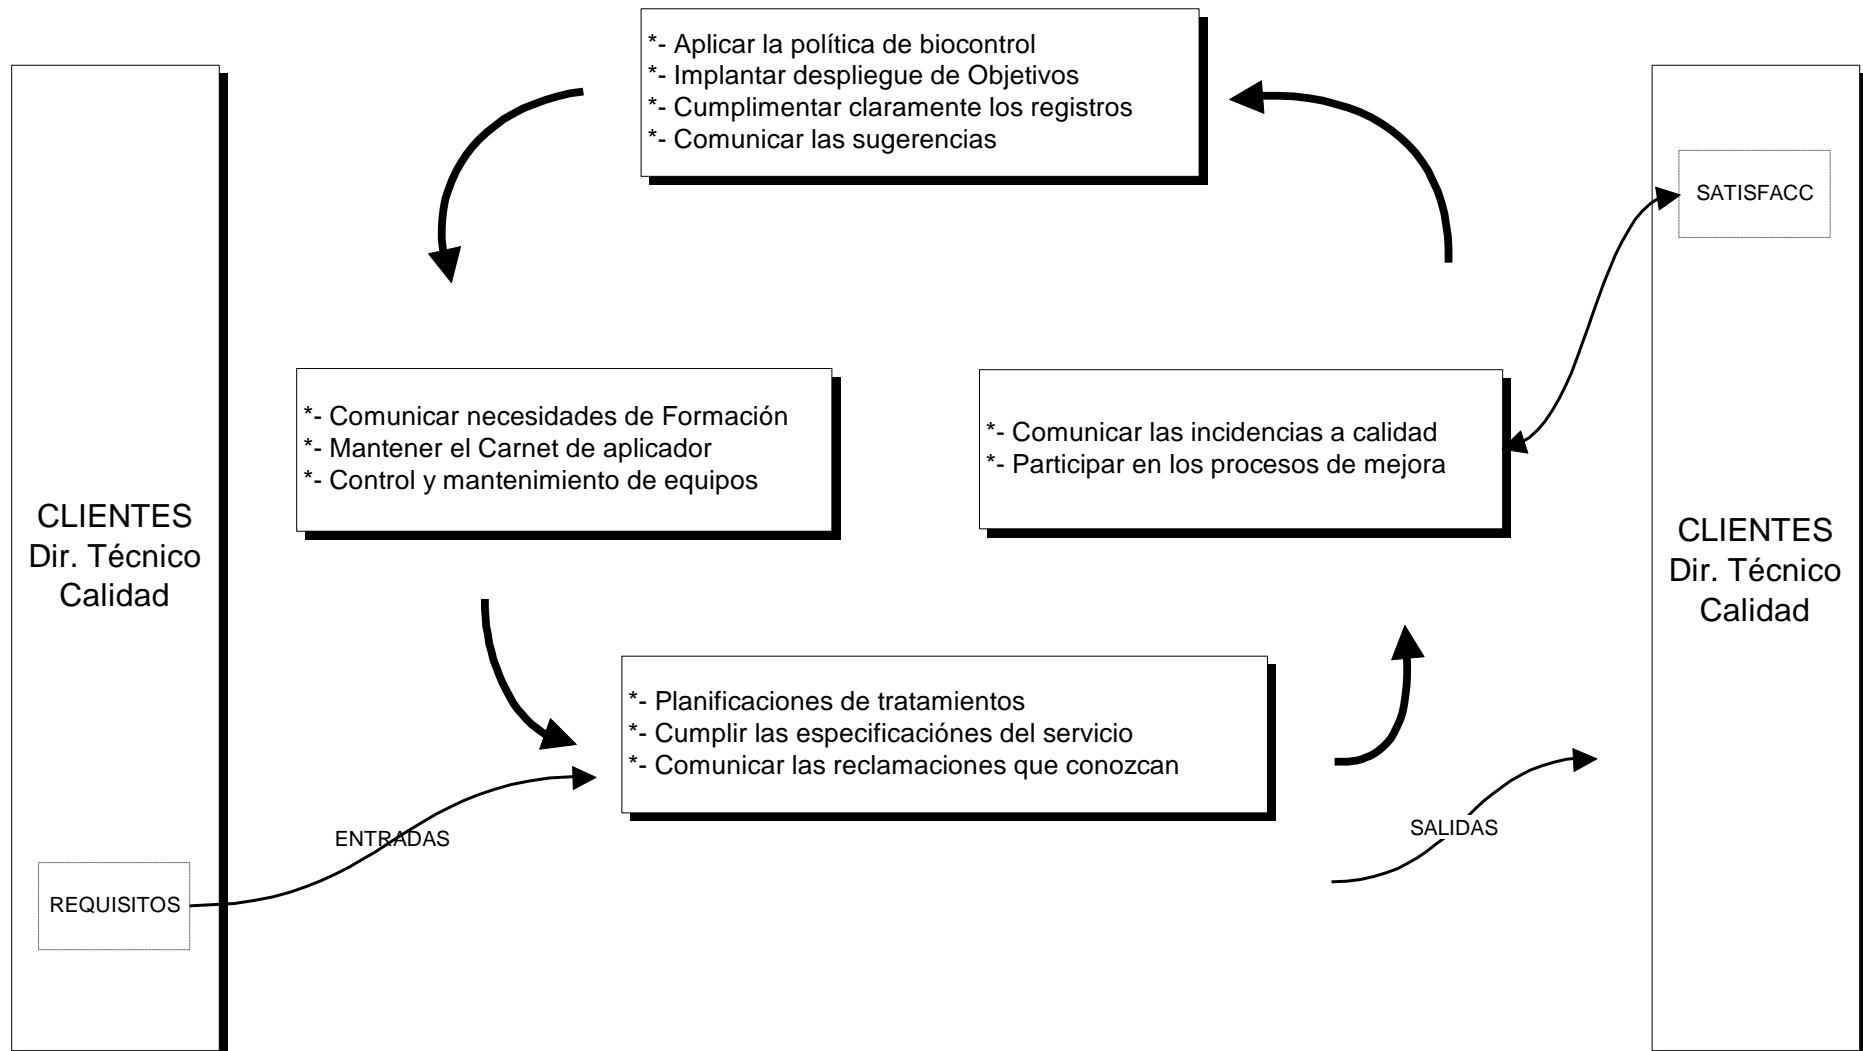 *- Aplicar la política de biocontrol
*- Implantar despliegue de Objetivos
*- Cumplimentar claramente los registros
*- Comunicar las sugerencias
SATISFACC
*- Comunicar necesidades de Formación
*- Mantener el Carnet de aplicador
*- Control y mantenimiento de equipos
*- Comunicar las incidencias a calidad
*- Participar en los procesos de mejora
CLIENTES
Dir. Técnico
Calidad
CLIENTES
Dir. Técnico
Calidad
*- Planificaciones de tratamientos
*- Cumplir las especificaciónes del servicio
*- Comunicar las reclamaciones que conozcan
ENTRADAS
SALIDAS
REQUISITOS